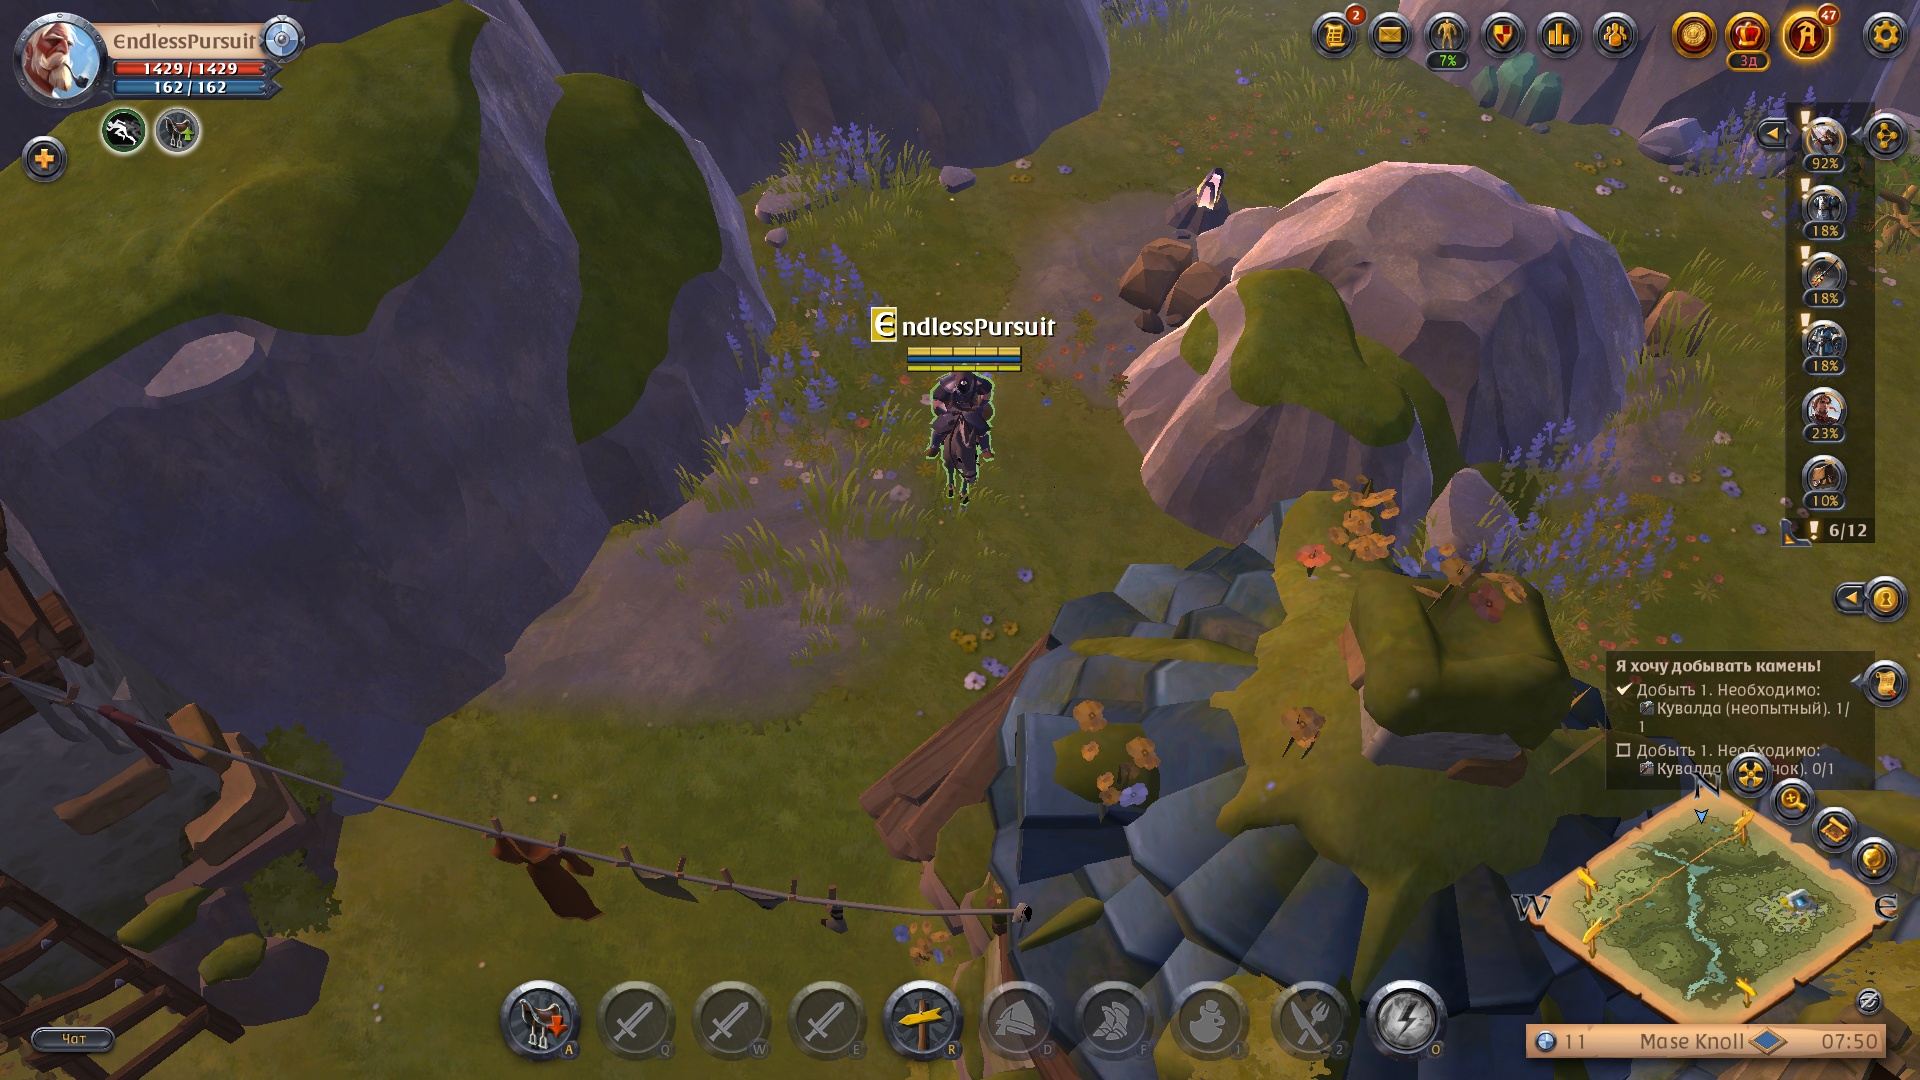 EndlessPursuit
1429 / 1429
162 / 162
2
7%
3д
47
92%
18%
18%
18%
23%
10%
6/12
EndlessPursuit
Я хочу добывать камень!
Добыть 1. Необходимо:
Кувалда (неопытный). 1/
1
Добыть 1. Необходимо:
Кувалда чок). 0/1
N
W
E
A
Q
W
E
R
D
F
1
2
O
Чат
11
Mase Knoll
07:50